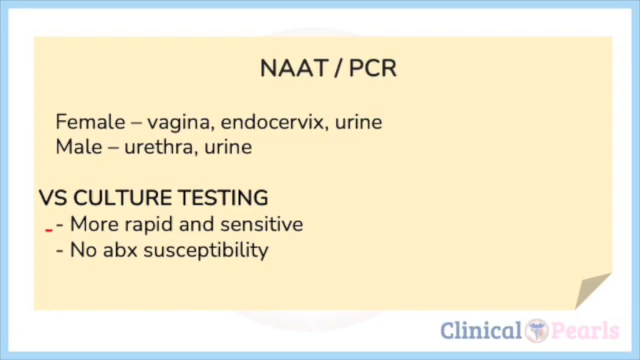 NAAT / PCR
Female – vagina, endocervix, urine
Male – urethra, urine
VS CULTURE TESTING
- More rapid and sensitive
- No abx susceptibility
Clinical Pearls